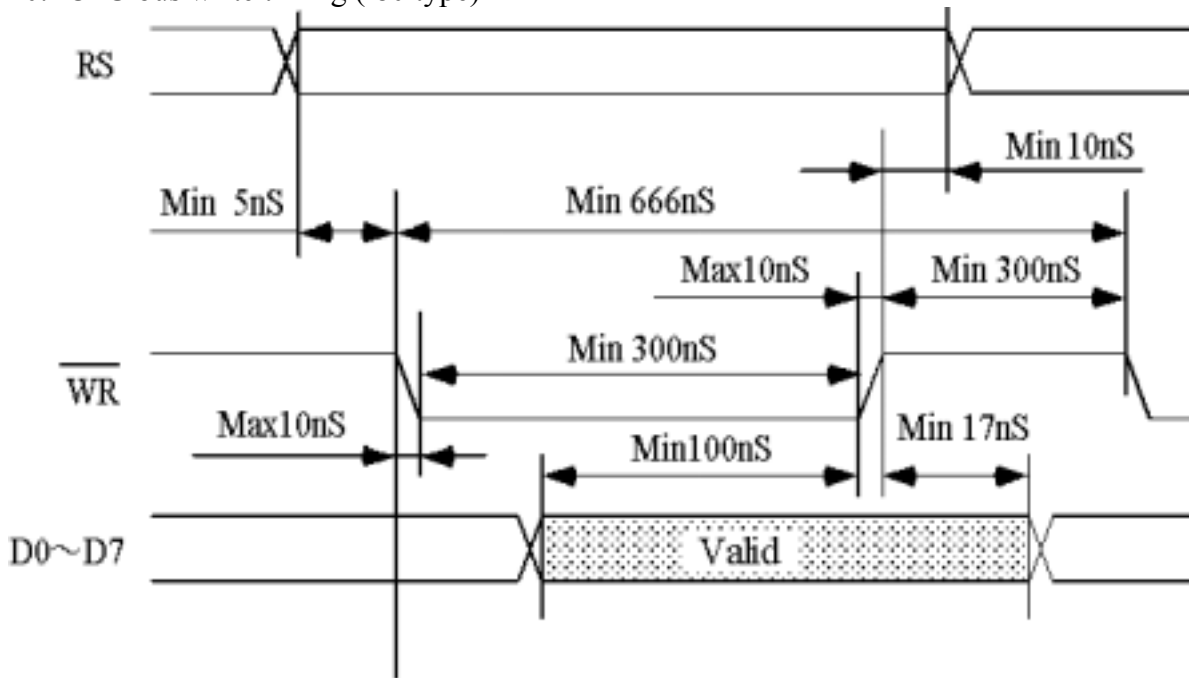 RS
Min 10nS
Min 5nS
Min 666nS
Max10nS
Min 300nS
WR
Min 300nS
Max10nS
Min 17nS
Min100nS
D0～D7
Valid